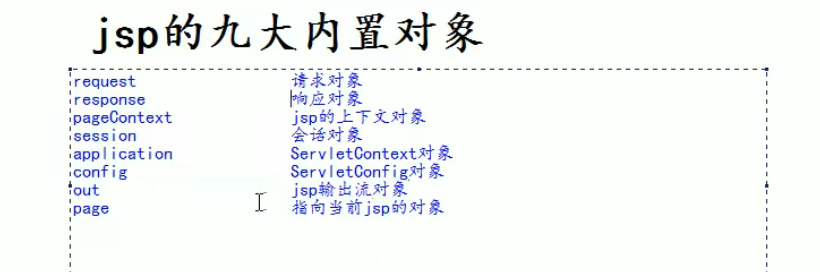 jsp的九大内置对象
request 请求对象
response 响应对象
pageContext jsp的上下文对象
session 会话对象
application ServletContext对象
config ServletConfig对象
out jsp输出流对象
page 指向当前jsp的对象